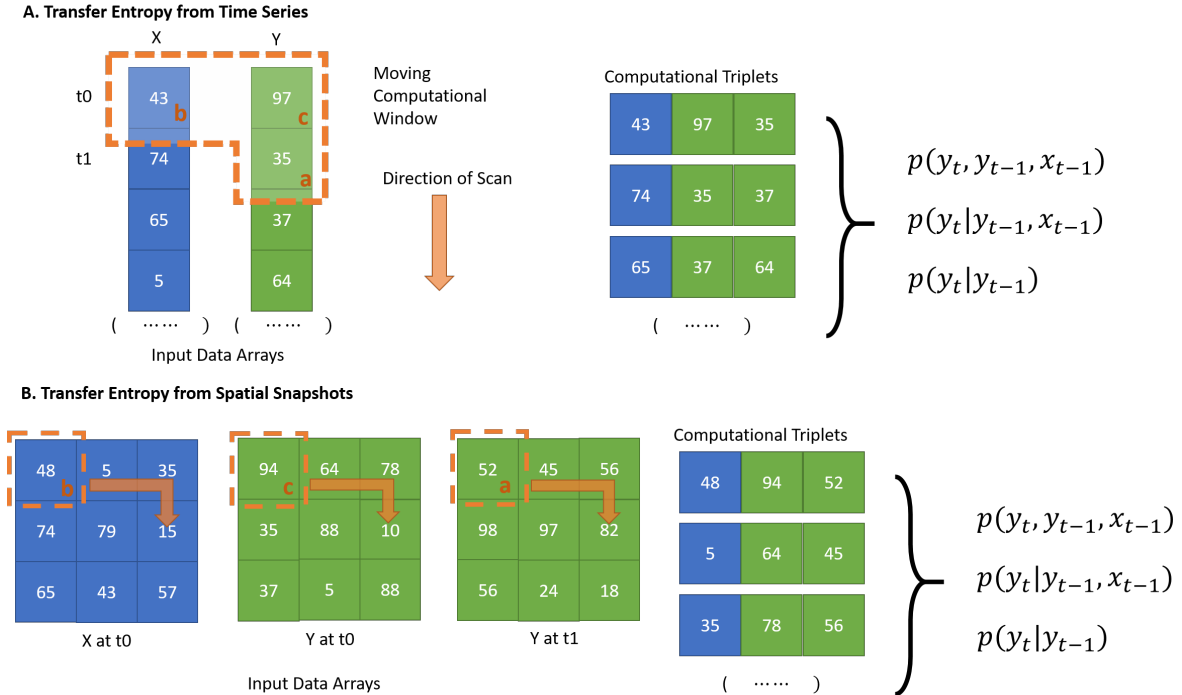 A. Transfer Entropy from Time Series
X Y
t0 43 b 97 c
t1 74 35 a
65 37
5 64
( ...... ) ( ...... )
Input Data Arrays
Moving
Computational
Window
Direction of Scan
Computational Triplets
43 97 35
74 35 37
65 37 64
( ...... )
p(y_t, y_{t−1}, x_{t−1})
p(y_t|y_{t−1}, x_{t−1})
p(y_t|y_{t−1})
B. Transfer Entropy from Spatial Snapshots
48 b 5 35
74 79 15
65 43 57
X at t0
94 c 64 78
35 88 10
37 5 88
Y at t0
52 a 45 56
98 97 82
56 24 18
Y at t1
Input Data Arrays
Computational Triplets
48 94 52
5 64 45
35 78 56
( ...... )
p(y_t, y_{t−1}, x_{t−1})
p(y_t|y_{t−1}, x_{t−1})
p(y_t|y_{t−1})